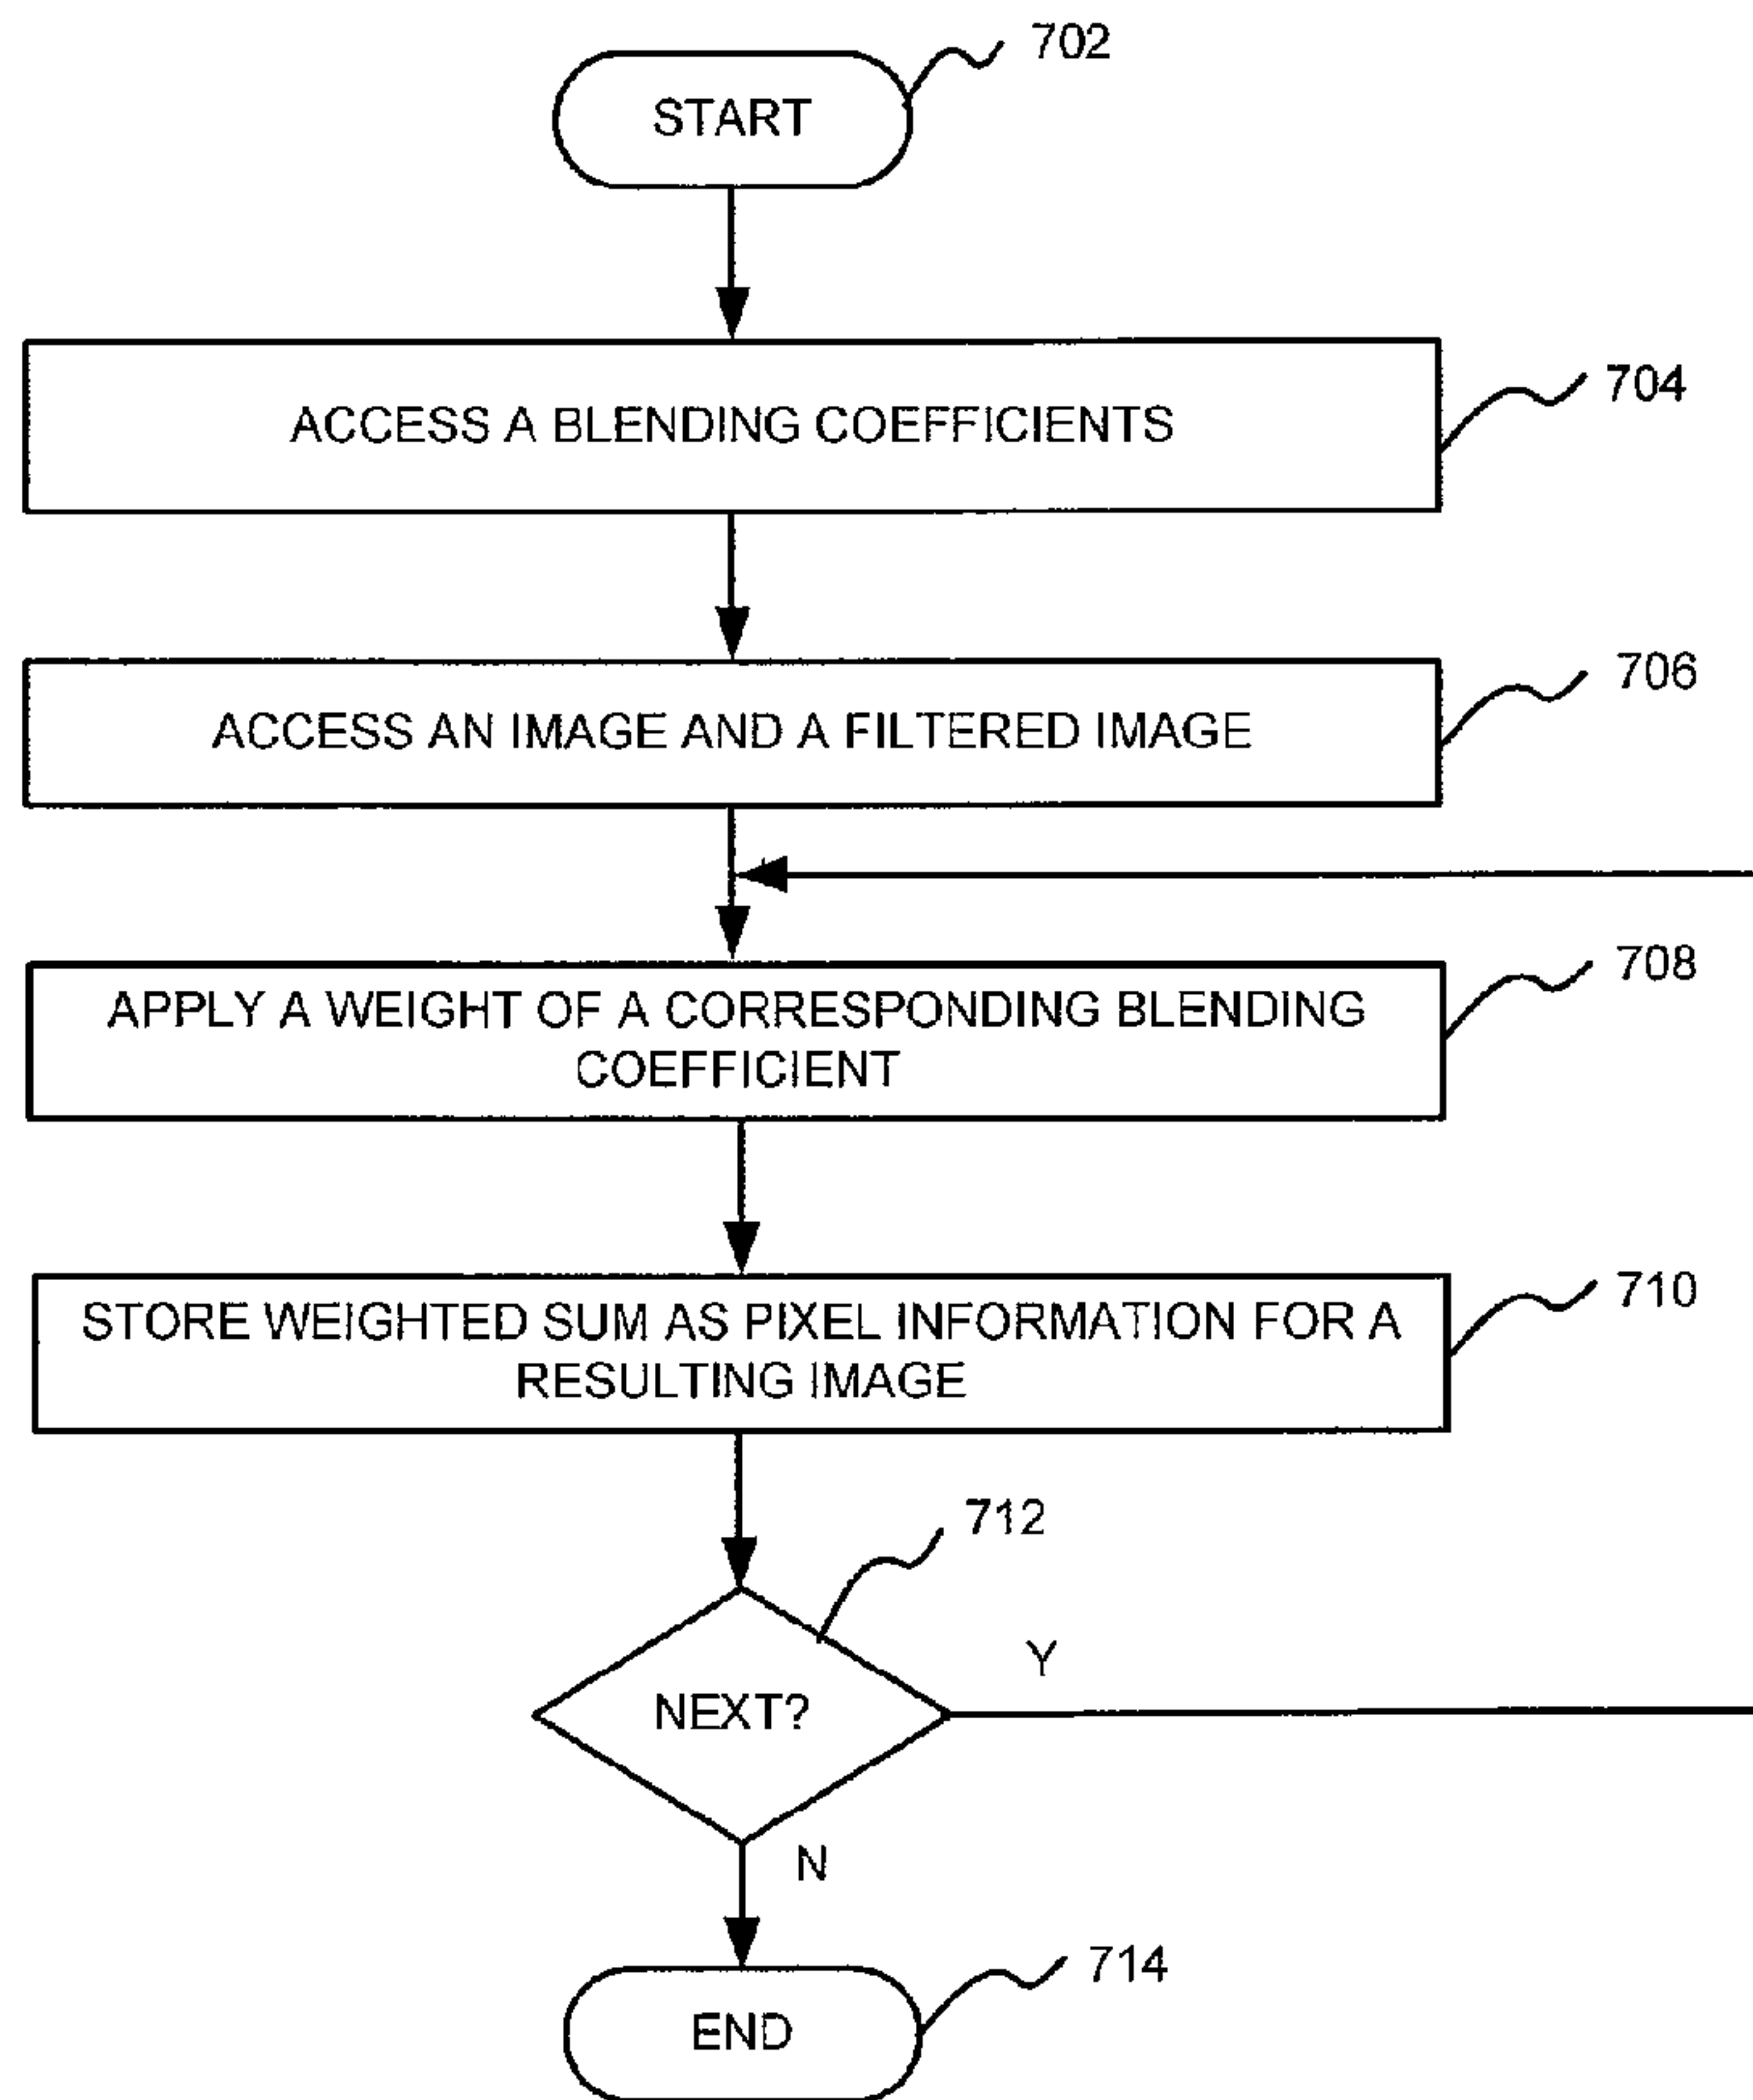 702
START
ACCESS A BLENDING COEFFICIENTS
704
ACCESS AN IMAGE AND A FILTERED IMAGE
706
APPLY A WEIGHT OF A CORRESPONDING BLENDING
COEFFICIENT
708
STORE WEIGHTED SUM AS PIXEL INFORMATION FOR A
RESULTING IMAGE
710
712
NEXT?
Y
N
714
END